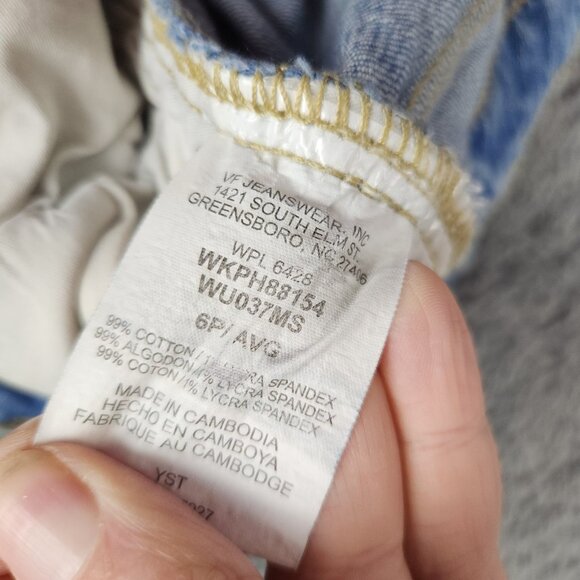 VF JEANSWEAR, INC
1421 SOUTH ELM ST.
GREENSBORO, NC 27406
WPL 6428
WKPH88154
WU037MS
6P/AVG
99% COTTON/1% LYCRA SPANDEX
99% ALGODON/1% LYCRA SPANDEX
99% COTON/1% LYCRA SPANDEX
MADE IN CAMBODIA
HECHO EN CAMBOYA
FABRIQUE AU CAMBODGE
YST